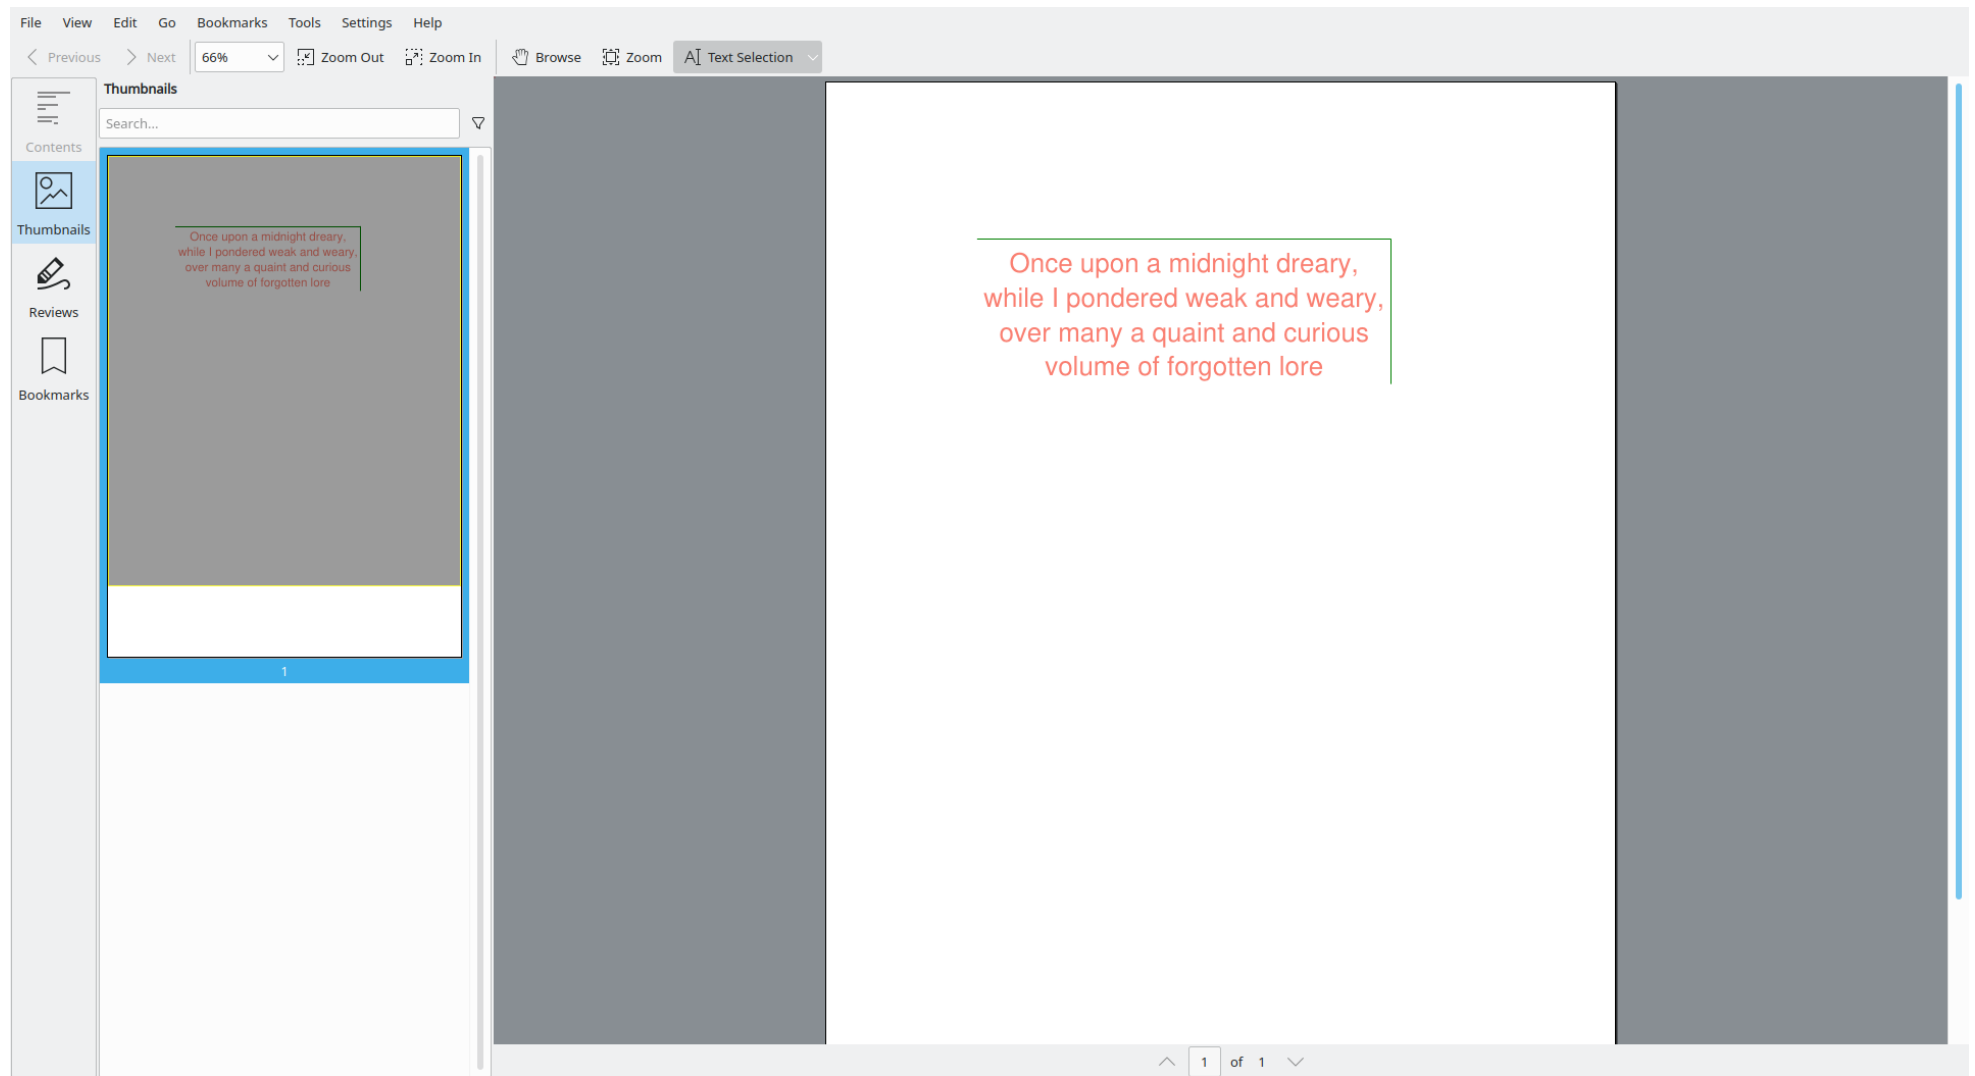 File View Edit Go Bookmarks Tools Settings Help
Previous Next 66% Zoom Out Zoom In Browse Zoom Text Selection
Contents
Thumbnails
Reviews
Bookmarks
Thumbnails
Search...
Once upon a midnight dreary,
while I pondered weak and weary,
over many a quaint and curious
volume of forgotten lore
1
Once upon a midnight dreary,
while I pondered weak and weary,
over many a quaint and curious
volume of forgotten lore
1 of 1